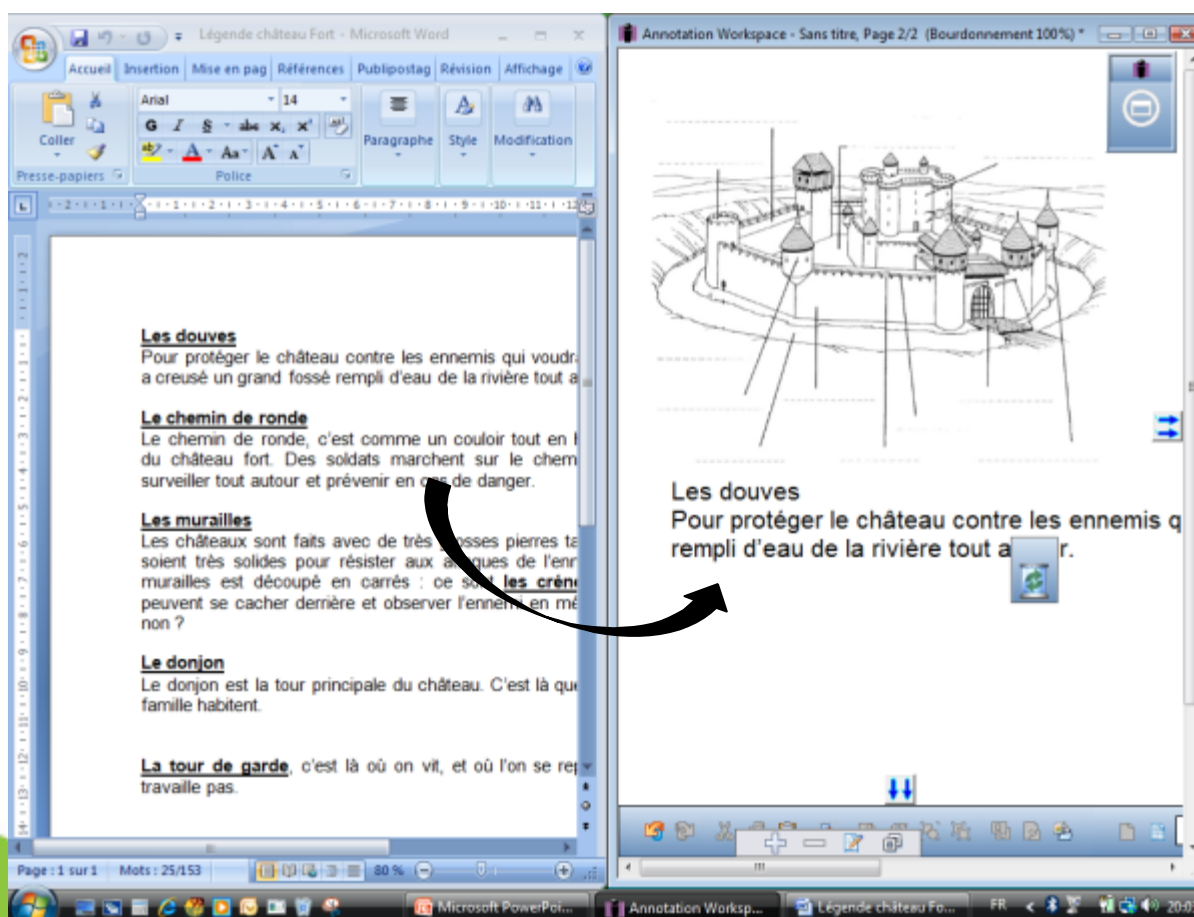 Légende château Fort - Microsoft Word
Accueil Insertion Mise en pag Références Publipostag Révision Affichage
Coller
Presse-papiers
Arial 14
G I S abc x, x²
Aa A A
Police
Paragraphe Style Modification
Les douves
Pour protéger le château contre les ennemis qui voudr
a creusé un grand fossé rempli d'eau de la rivière tout a
Le chemin de ronde
Le chemin de ronde, c'est comme un couloir tout en
du château fort. Des soldats marchent sur le chem
surveiller tout autour et prévenir en de danger.
Les murailles
Les châteaux sont faits avec de très grosses pierres ta
soient très solides pour résister aux attaques de l'enn
murailles est découpé en carrés : ce sont les crén
peuvent se cacher derrière et observer l'ennemi en mê
non ?
Le donjon
Le donjon est la tour principale du château. C'est là que
famille habitent.
La tour de garde, c'est là où on vit, et où l'on se rep
travaille pas.
Page : 1 sur 1 Mots : 25/153 80 %
Annotation Workspace - Sans titre, Page 2/2 (Bourdonnement 100%) *
Les douves
Pour protéger le château contre les ennemis q
rempli d'eau de la rivière tout a r.
Microsoft PowerPoi... Annotation Worksp... Légende château Fo... FR 20:0